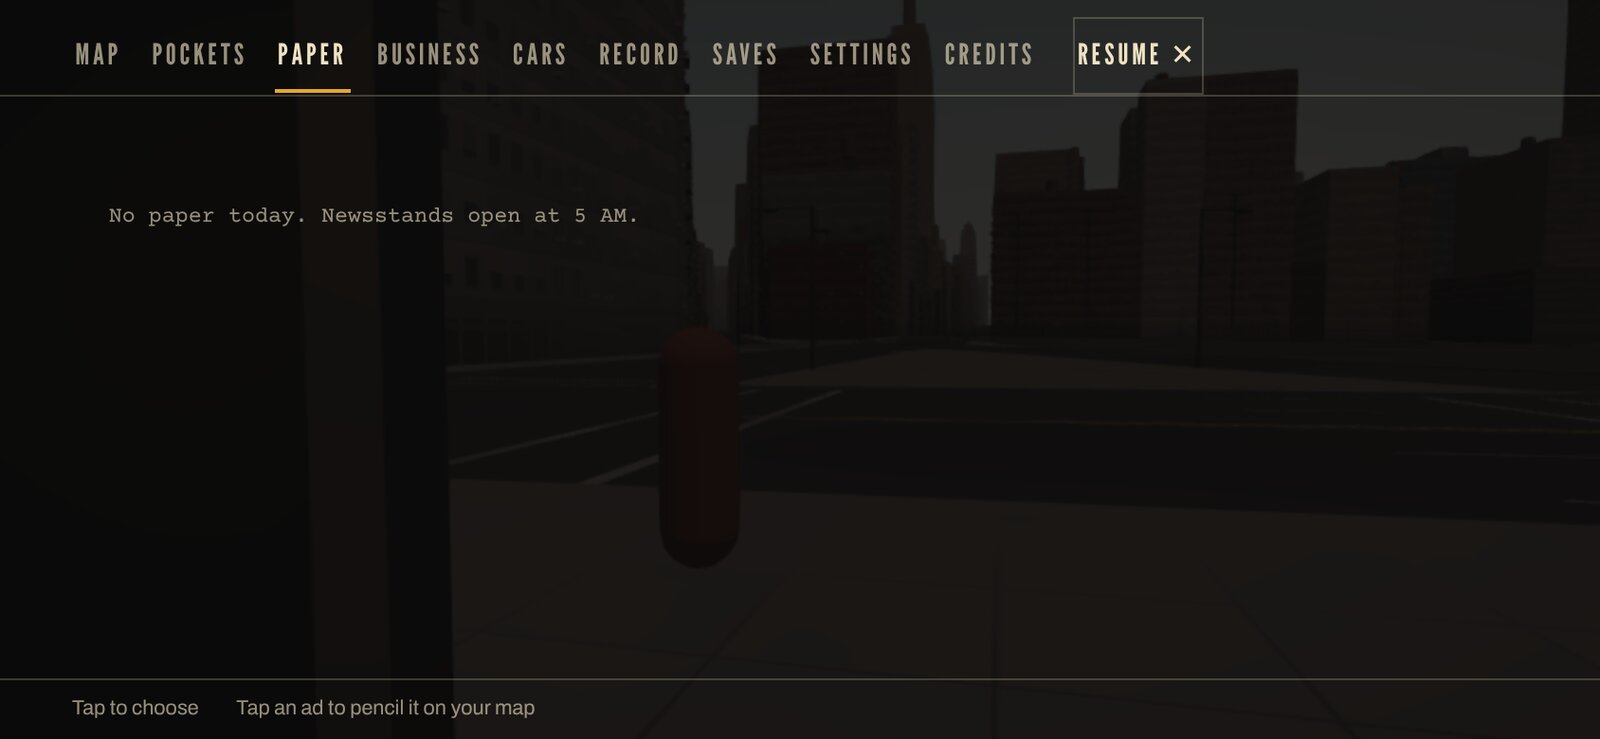 MAP POCKETS PAPER BUSINESS CARS RECORD SAVES SETTINGS CREDITS RESUME ✕
No paper today. Newsstands open at 5 AM.
Tap to choose Tap an ad to pencil it on your map